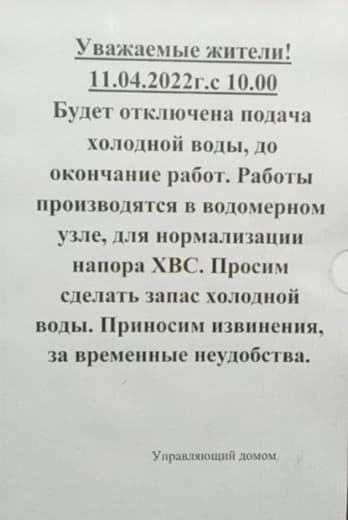 Уважаемые жители!
11.04.2022г.с 10.00
Будет отключена подача
холодной воды, до
окончание работ. Работы
производятся в водомерном
узле, для нормализации
напора ХВС. Просим
сделать запас холодной
воды. Приносим извинения,
за временные неудобства.
Управляющий домом.